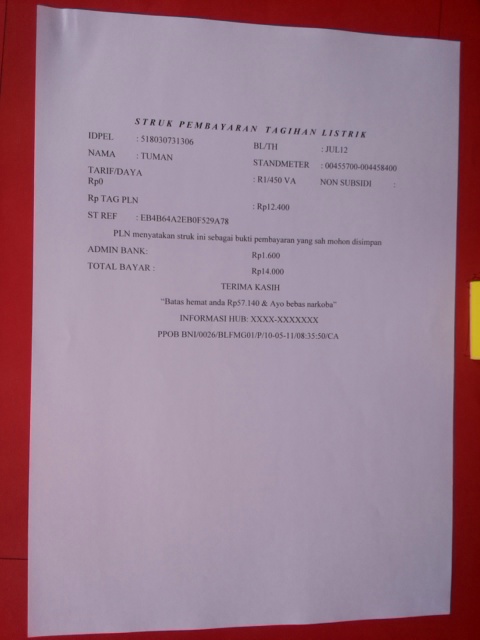 STRUK PEMBAYARAN TAGIHAN LISTRIK
IDPEL : 518030731306 BL/TH : JUL12
NAMA : TUMAN STANDMETER : 00455700-004458400
TARIF/DAYA : R1/450 VA NON SUBSIDI :
Rp0
Rp TAG PLN : Rp12.400
ST REF : EB4B64A2EB0F529A78
PLN menyatakan struk ini sebagai bukti pembayaran yang sah mohon disimpan
ADMIN BANK: Rp1.600
TOTAL BAYAR : Rp14.000
TERIMA KASIH
“Batas hemat anda Rp57.140 & Ayo bebas narkoba”
INFORMASI HUB: XXXX-XXXXXXX
PPOB BNI/0026/BLFMG01/P/10-05-11/08:35:50/CA